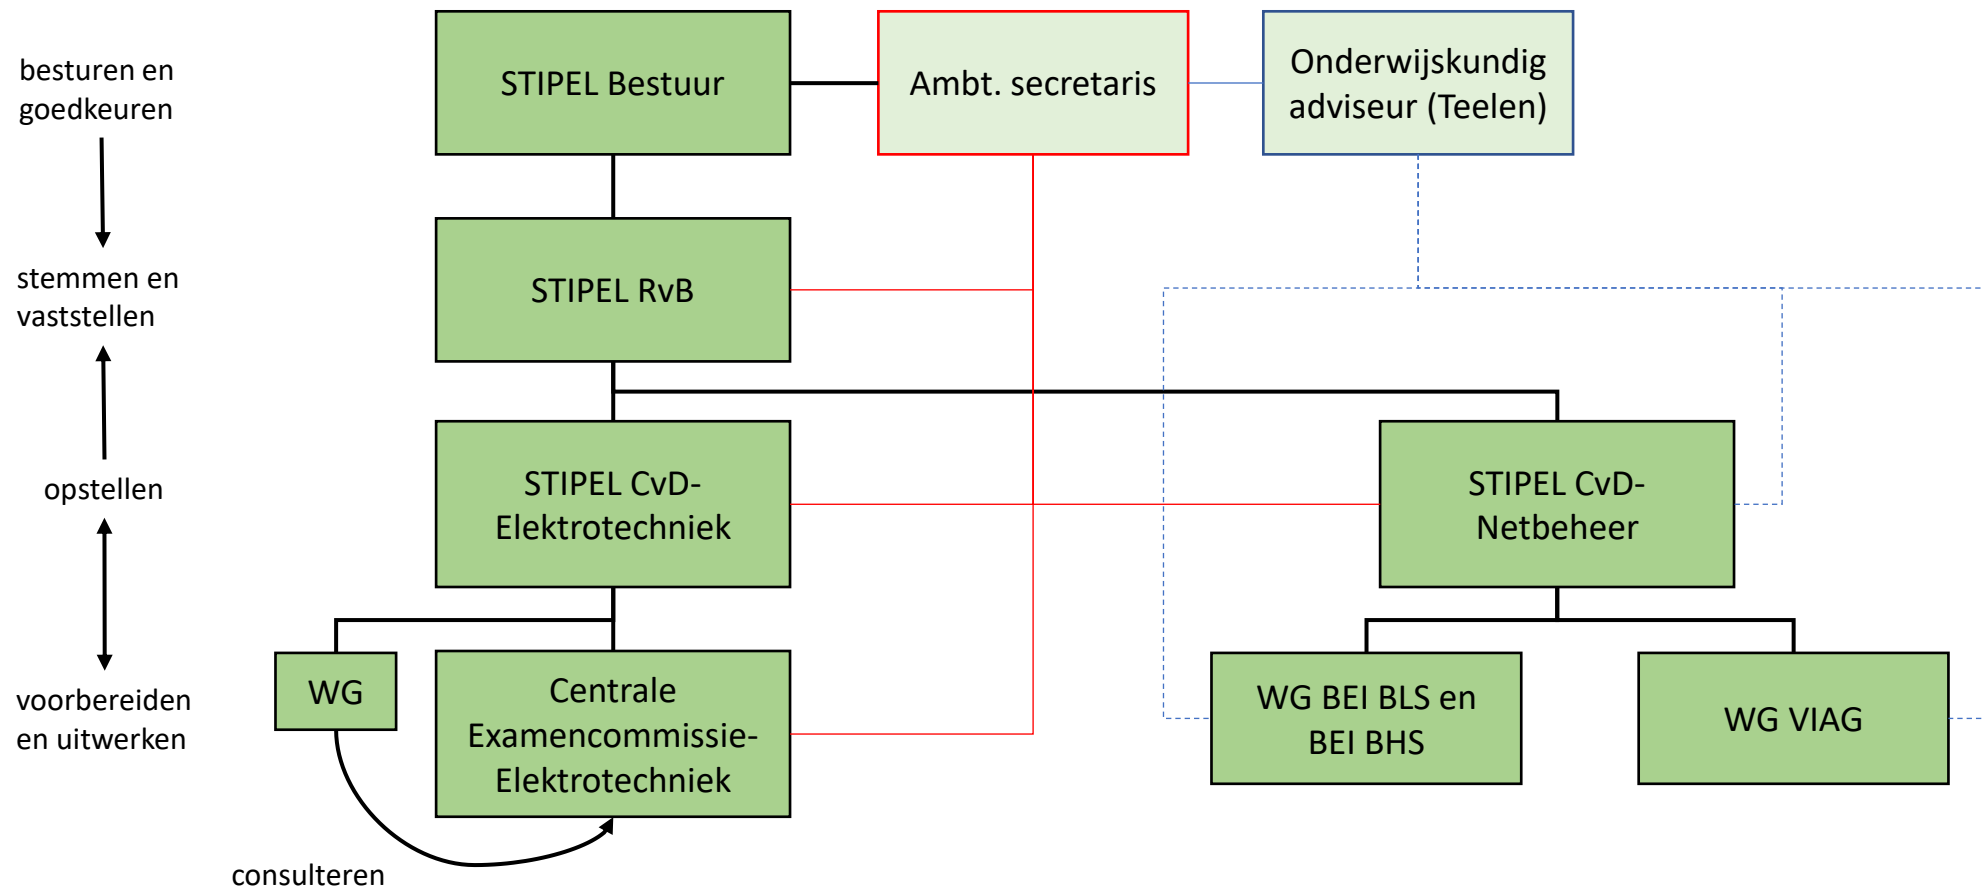 besturen en
goedkeuren
STIPEL Bestuur
Ambt. secretaris
Onderwijskundig
adviseur (Teelen)
stemmen en
vaststellen
STIPEL RvB
opstellen
STIPEL CvD-
Elektrotechniek
STIPEL CvD-
Netbeheer
voorbereiden
en uitwerken
WG
Centrale
Examencommissie-
Elektrotechniek
WG BEI BLS en
BEI BHS
WG VIAG
consulteren